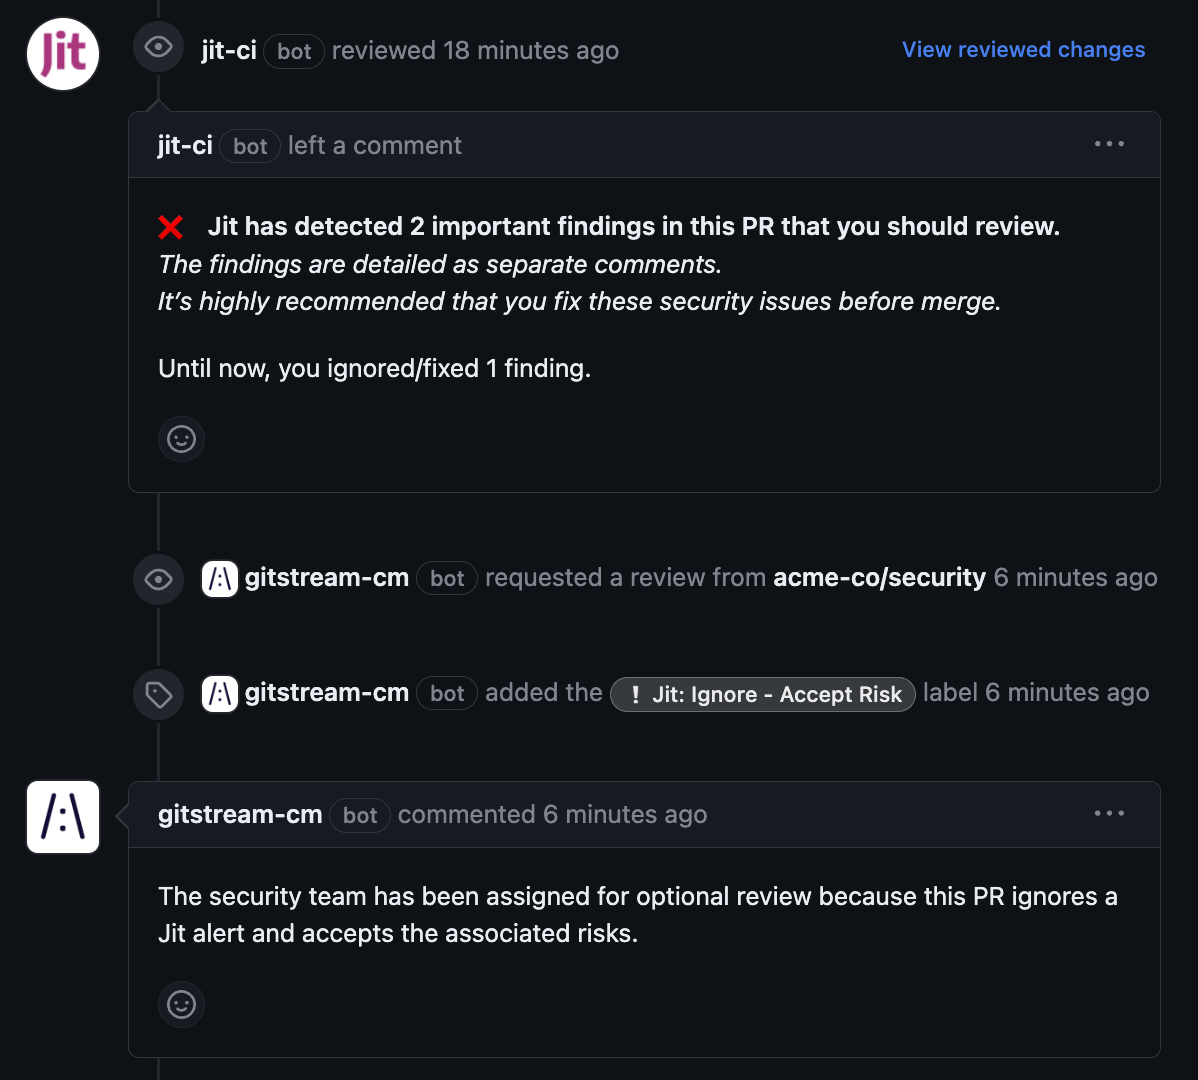 Jit
jit-ci bot reviewed 18 minutes ago
View reviewed changes
jit-ci bot left a comment
Jit has detected 2 important findings in this PR that you should review.
The findings are detailed as separate comments.
It's highly recommended that you fix these security issues before merge.
Until now, you ignored/fixed 1 finding.
/:\ gitstream-cm bot requested a review from acme-co/security 6 minutes ago
/:\ gitstream-cm bot added the ! Jit: Ignore - Accept Risk label 6 minutes ago
/:\
gitstream-cm bot commented 6 minutes ago
The security team has been assigned for optional review because this PR ignores a
Jit alert and accepts the associated risks.